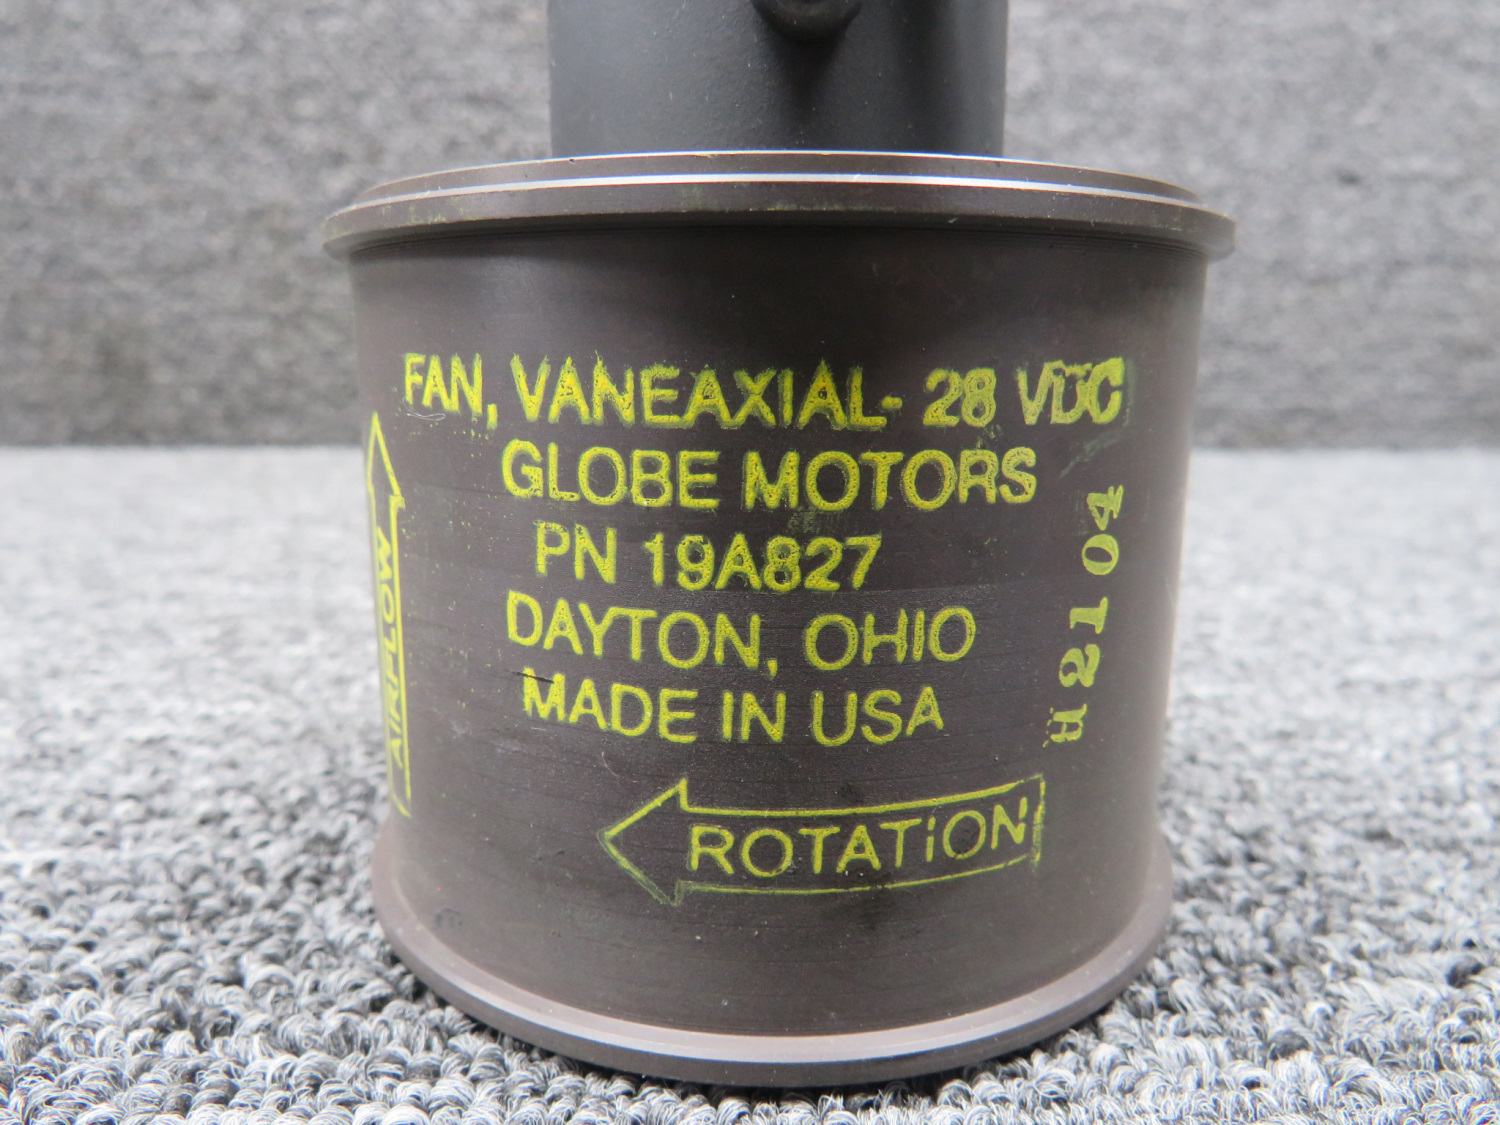 FAN, VANEAXIAL- 28 VDC
GLOBE MOTORS
PN 19A827
DAYTON, OHIO
MADE IN USA
ROTATION
AIRFLOW
H2104